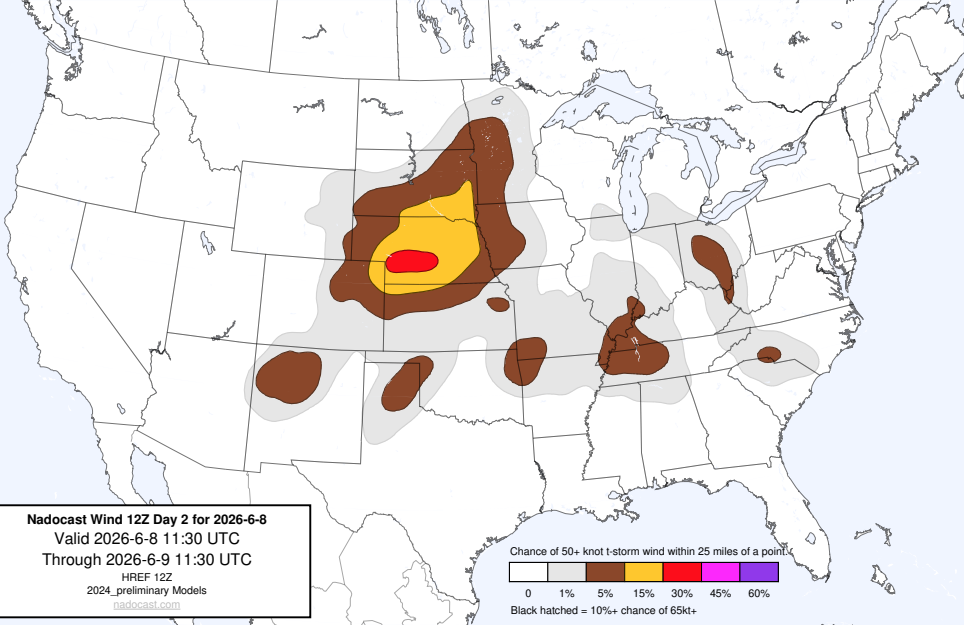 Nadocast Wind 12Z Day 2 for 2026-6-8
Valid 2026-6-8 11:30 UTC
Through 2026-6-9 11:30 UTC
HREF 12Z
2024_preliminary Models
nadocast.com
Chance of 50+ knot t-storm wind within 25 miles of a point.
0 1% 5% 15% 30% 45% 60%
Black hatched = 10%+ chance of 65kt+